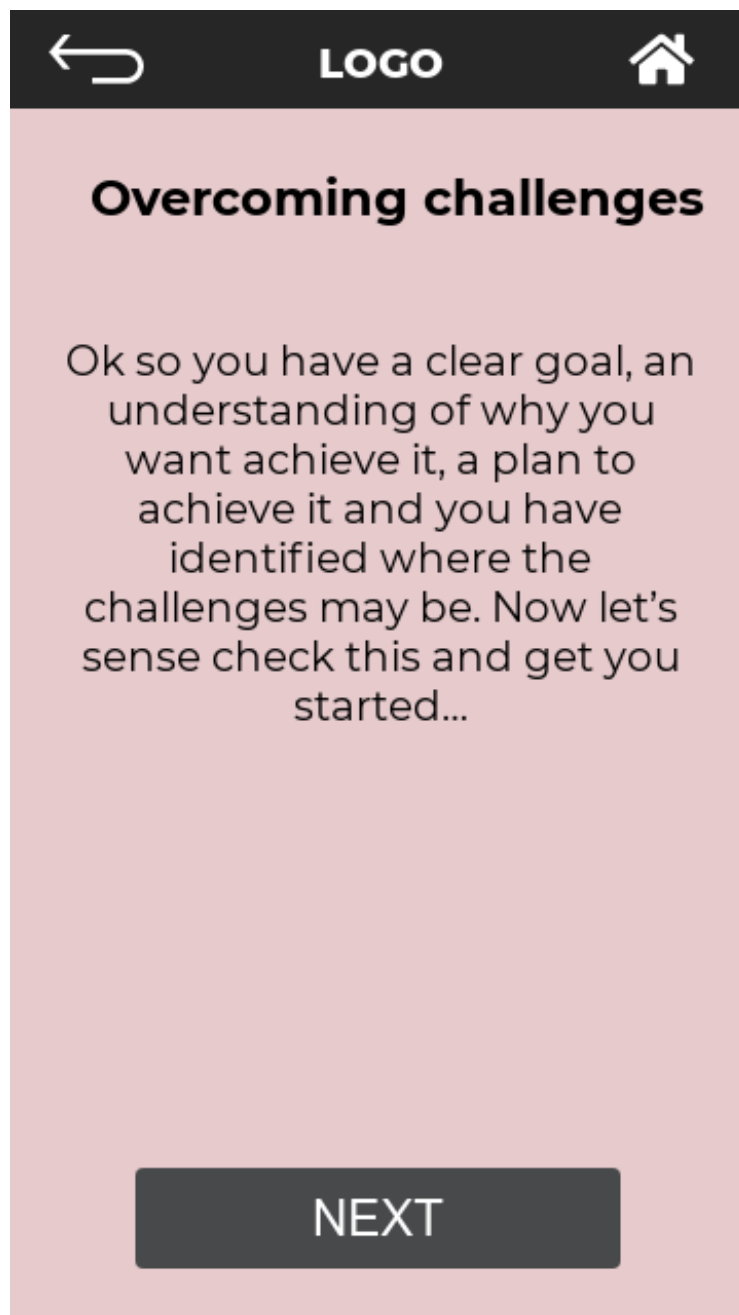 LOGO
Overcoming challenges
Ok so you have a clear goal, an
understanding of why you
want achieve it, a plan to
achieve it and you have
identified where the
challenges may be. Now let’s
sense check this and get you
started...
NEXT